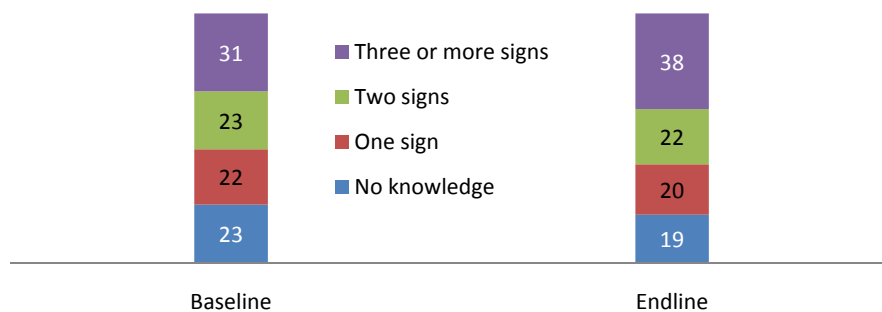 31
23
22
23
Three or more signs
Two signs
One sign
No knowledge
38
22
20
19
Baseline
Endline